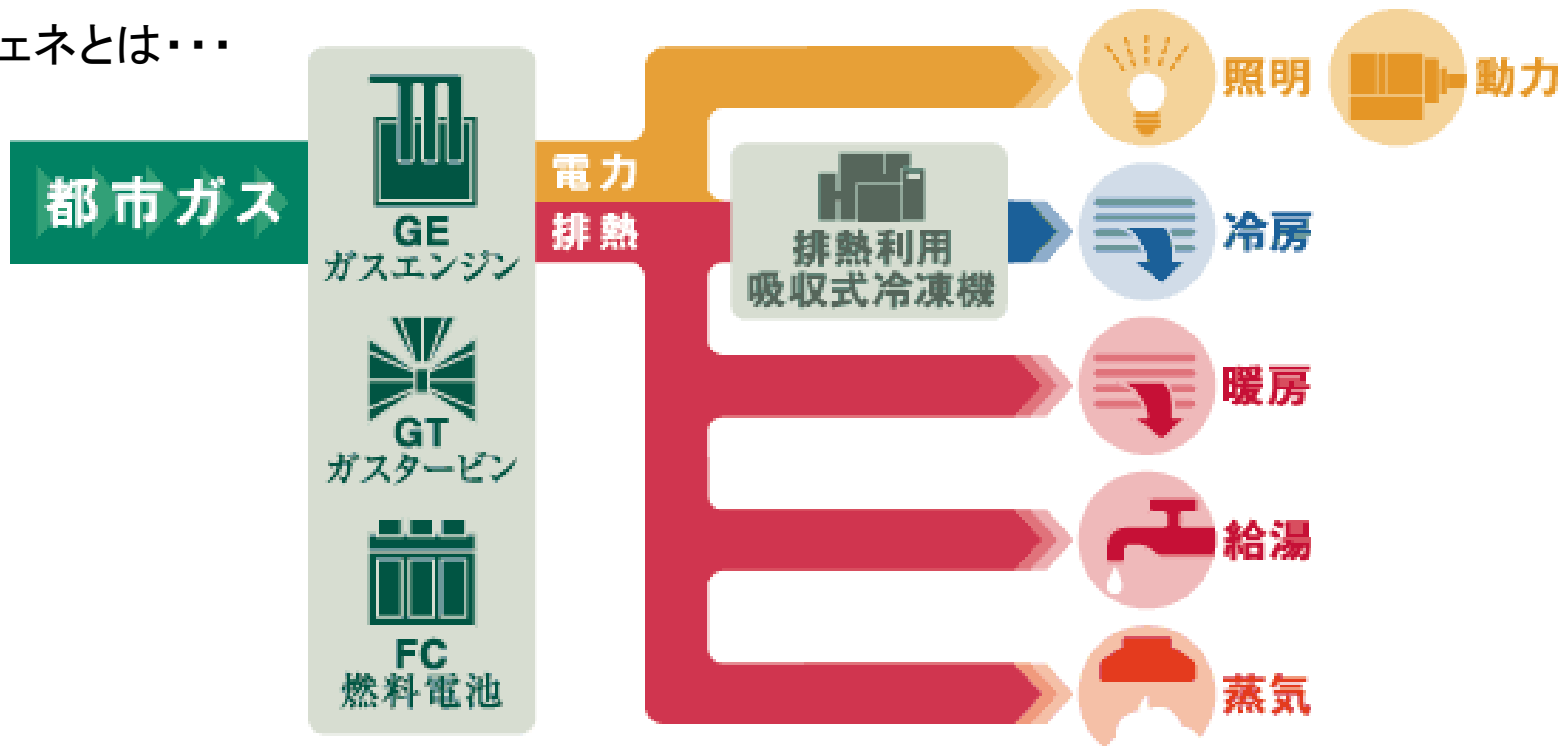 ェネとは・・・
都市ガス
GE
ガスエンジン
GT
ガスタービン
FC
燃料電池
電力
排熱
排熱利用
吸収式冷凍機
照明
動力
冷房
暖房
給湯
蒸気